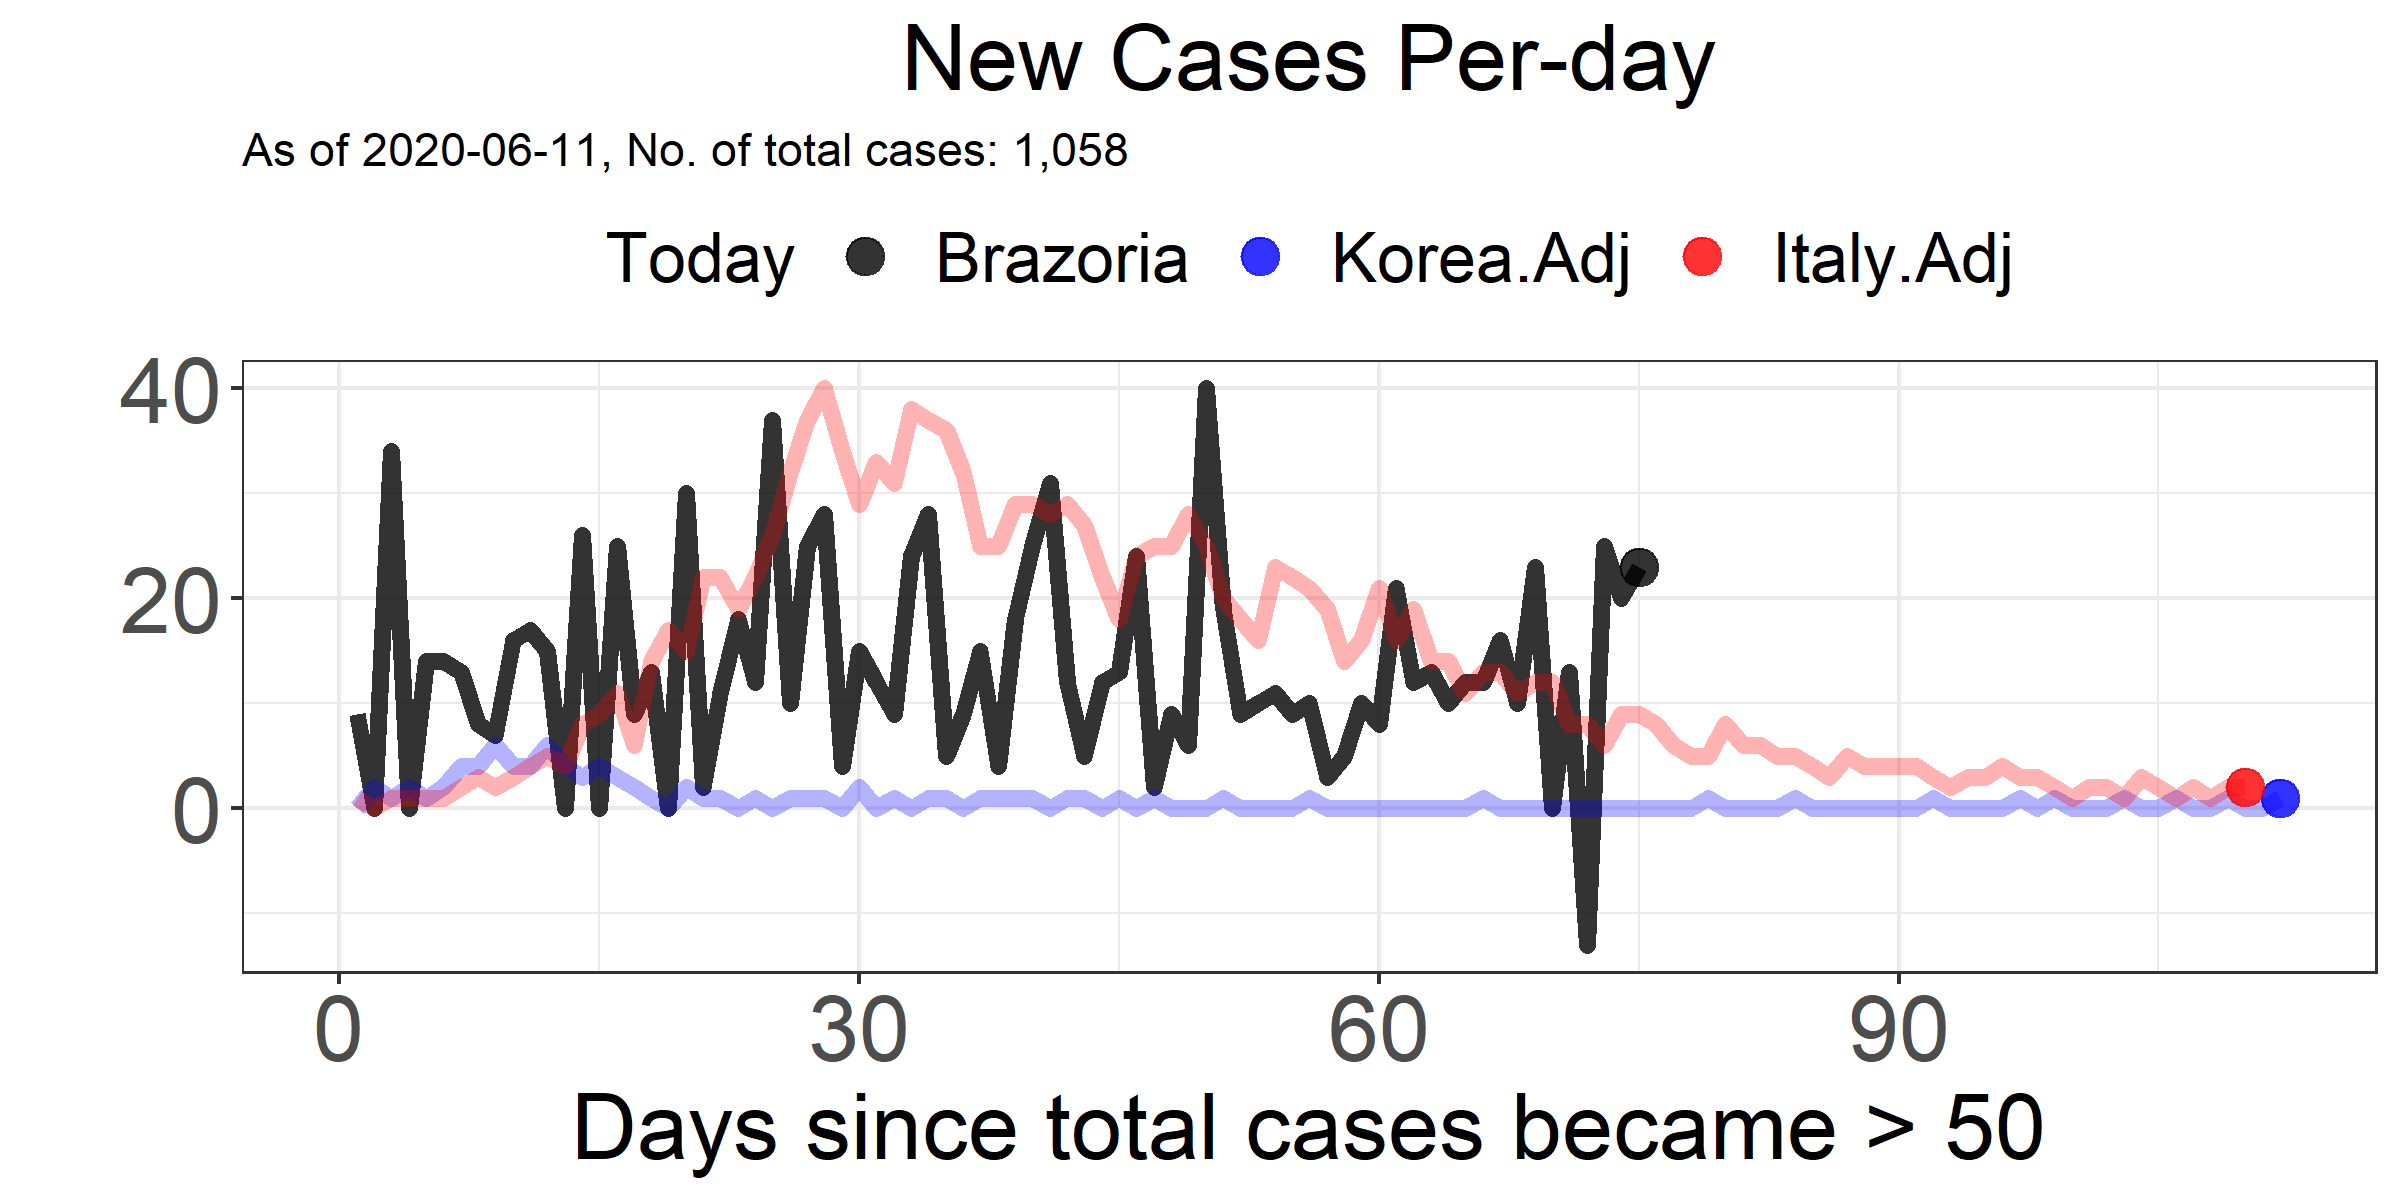 New Cases Per-day
As of 2020-06-11, No. of total cases: 1,058
Today Brazoria Korea.Adj Italy.Adj
40
20
0
0 30 60 90
Days since total cases became > 50